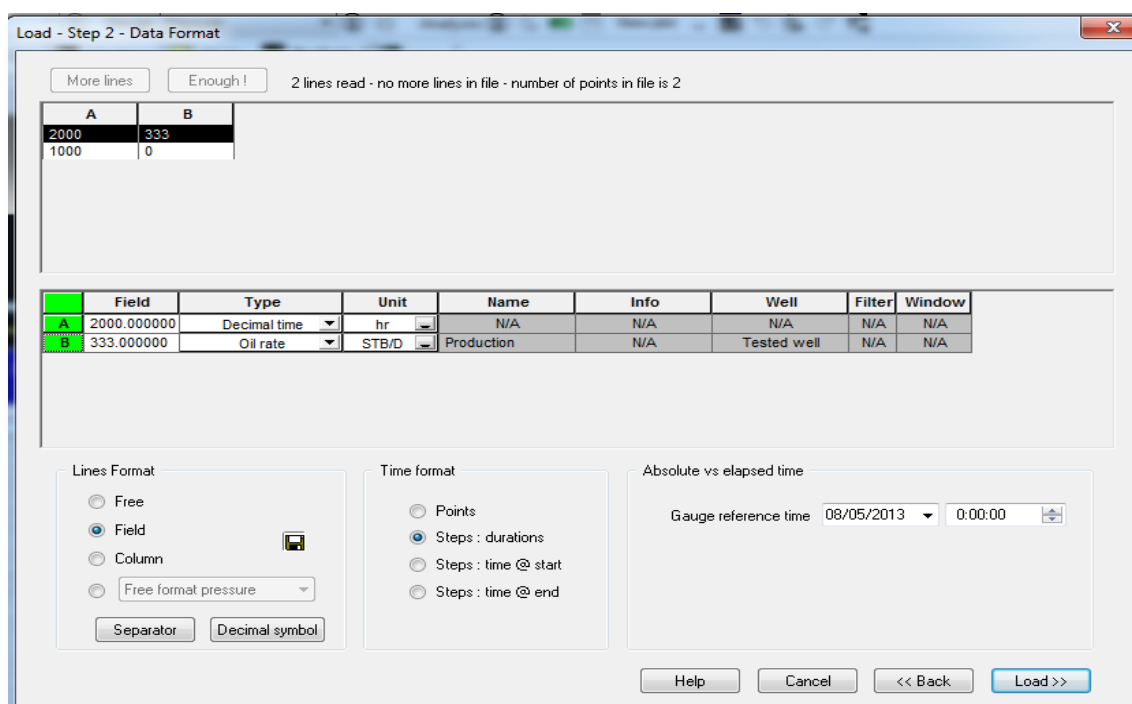 Load - Step 2 - Data Format
More lines Enough ! 2 lines read - no more lines in file - number of points in file is 2
A B
2000 333
1000 0
Field Type Unit Name Info Well Filter Window
A 2000.000000 Decimal time hr N/A N/A N/A N/A N/A
B 333.000000 Oil rate STB/D Production N/A Tested well N/A N/A
Lines Format
Free
Field
Column
Free format pressure
Separator Decimal symbol
Time format
Points
Steps : durations
Steps : time @ start
Steps : time @ end
Absolute vs elapsed time
Gauge reference time 08/05/2013 0:00:00
Help Cancel << Back Load >>